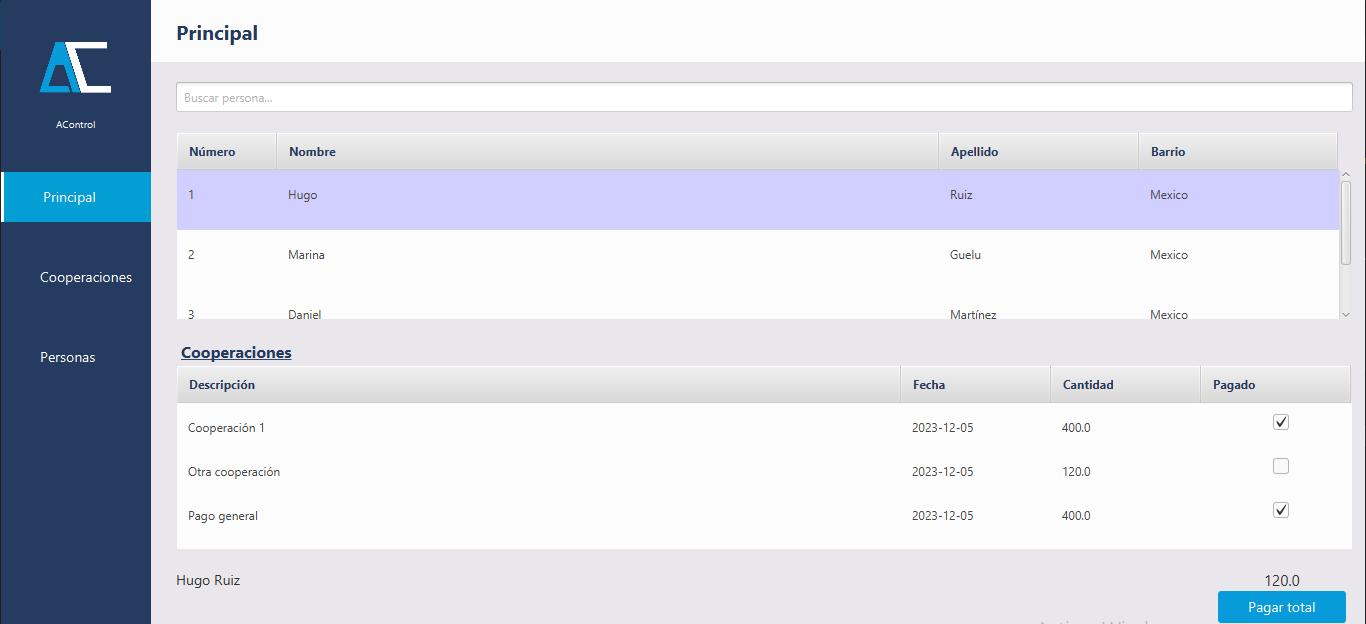 Principal
AControl
Buscar persona...
Número Nombre Apellido Barrio
1 Hugo Ruiz Mexico
2 Marina Guelu Mexico
3 Daniel Martínez Mexico
Principal
Cooperaciones
Personas
Cooperaciones
Descripción Fecha Cantidad Pagado
Cooperación 1 2023-12-05 400.0
Otra cooperación 2023-12-05 120.0
Pago general 2023-12-05 400.0
Hugo Ruiz 120.0
Pagar total